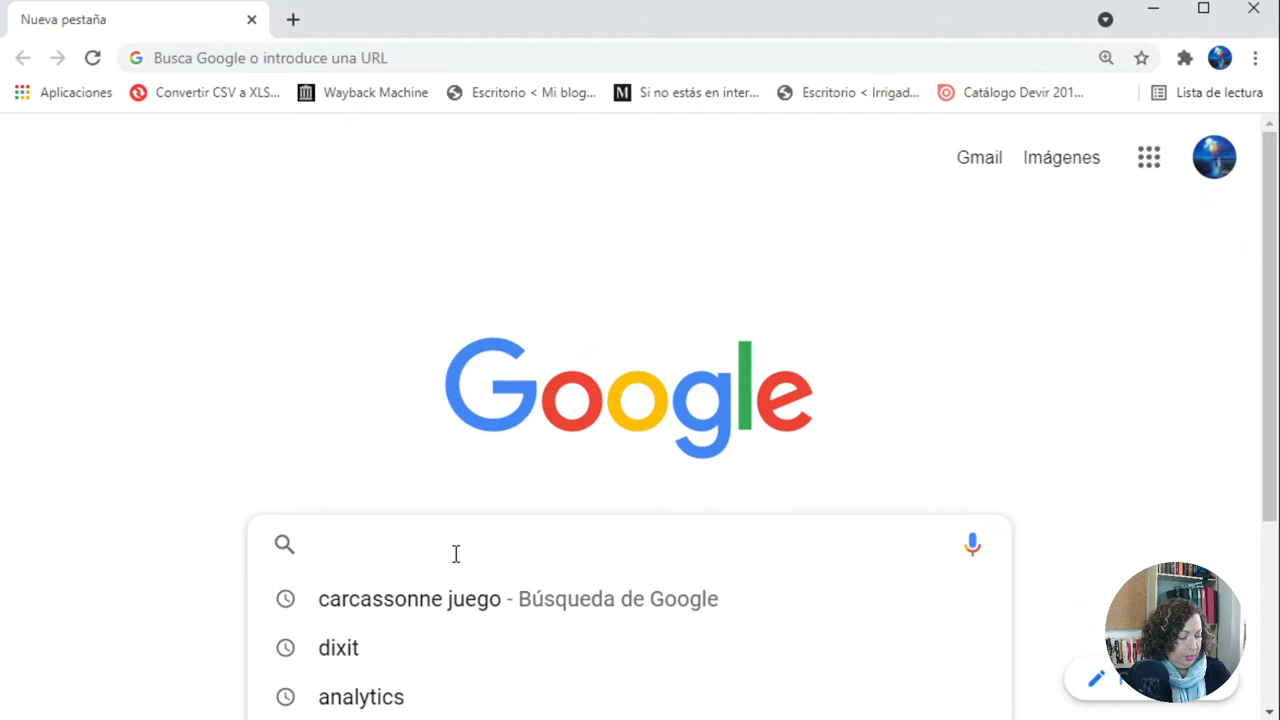 Nueva pestaña
Busca Google o introduce una URL
Aplicaciones Convertir CSV a XLS... Wayback Machine Escritorio < Mi blog... Si no estás en inter... Escritorio < Irrigad... Catálogo Devir 201... Lista de lectura
Gmail Imágenes
Google
carcassonne juego - Búsqueda de Google
dixit
analytics